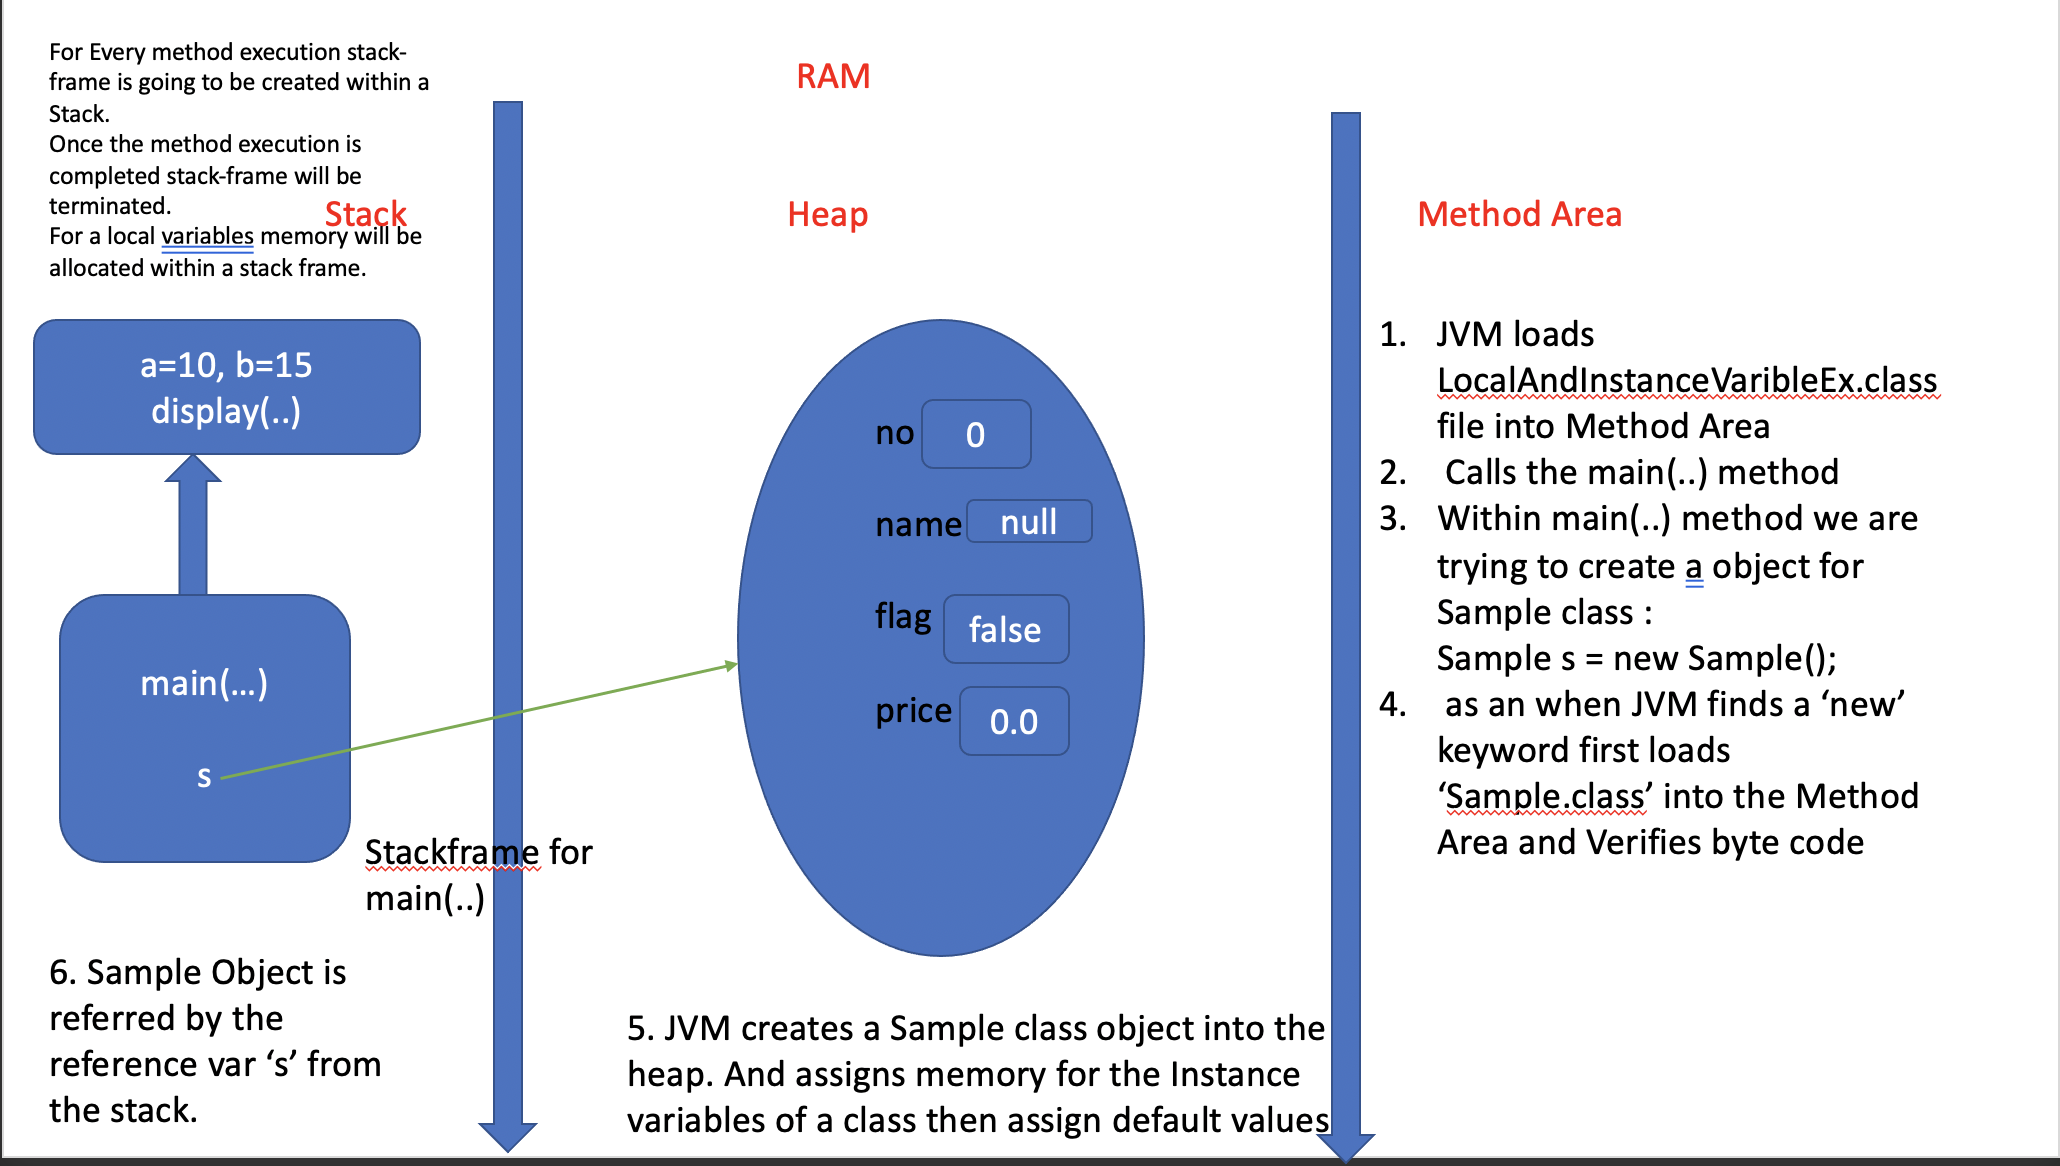 For Every method execution stack-
frame is going to be created within a
Stack.
Once the method execution is
completed stack-frame will be
terminated.
For a local variables memory will be
allocated within a stack frame.
Stack
RAM
Heap
Method Area
a=10, b=15
display(..)
main(...)
s
Stackframe for
main(..)
6. Sample Object is
referred by the
reference var ‘s’ from
the stack.
no
0
name
null
flag
false
price
0.0
5. JVM creates a Sample class object into the
heap. And assigns memory for the Instance
variables of a class then assign default values
1. JVM loads
LocalAndInstanceVaribleEx.class
file into Method Area
2. Calls the main(..) method
3. Within main(..) method we are
trying to create a object for
Sample class :
Sample s = new Sample();
4. as an when JVM finds a ‘new’
keyword first loads
‘Sample.class’ into the Method
Area and Verifies byte code